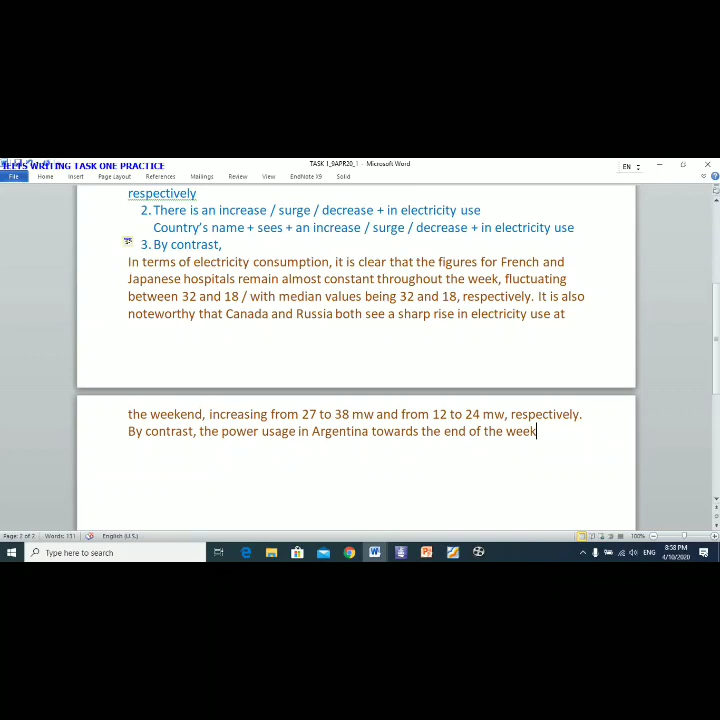 TASK 1_9APR20_1 - Microsoft Word
IELTS WRITING TASK ONE PRACTICE
EN
File Home Insert Page Layout References Mailings Review View EndNote X9 Solid
respectively
2. There is an increase / surge / decrease + in electricity use
Country's name + sees + an increase / surge / decrease + in electricity use
3. By contrast,
In terms of electricity consumption, it is clear that the figures for French and
Japanese hospitals remain almost constant throughout the week, fluctuating
between 32 and 18 / with median values being 32 and 18, respectively. It is also
noteworthy that Canada and Russia both see a sharp rise in electricity use at
the weekend, increasing from 27 to 38 mw and from 12 to 24 mw, respectively.
By contrast, the power usage in Argentina towards the end of the week
Page: 2 of 2 Words: 131 English (U.S.) 100%
Type here to search
ENG
8:58 PM
4/10/2020